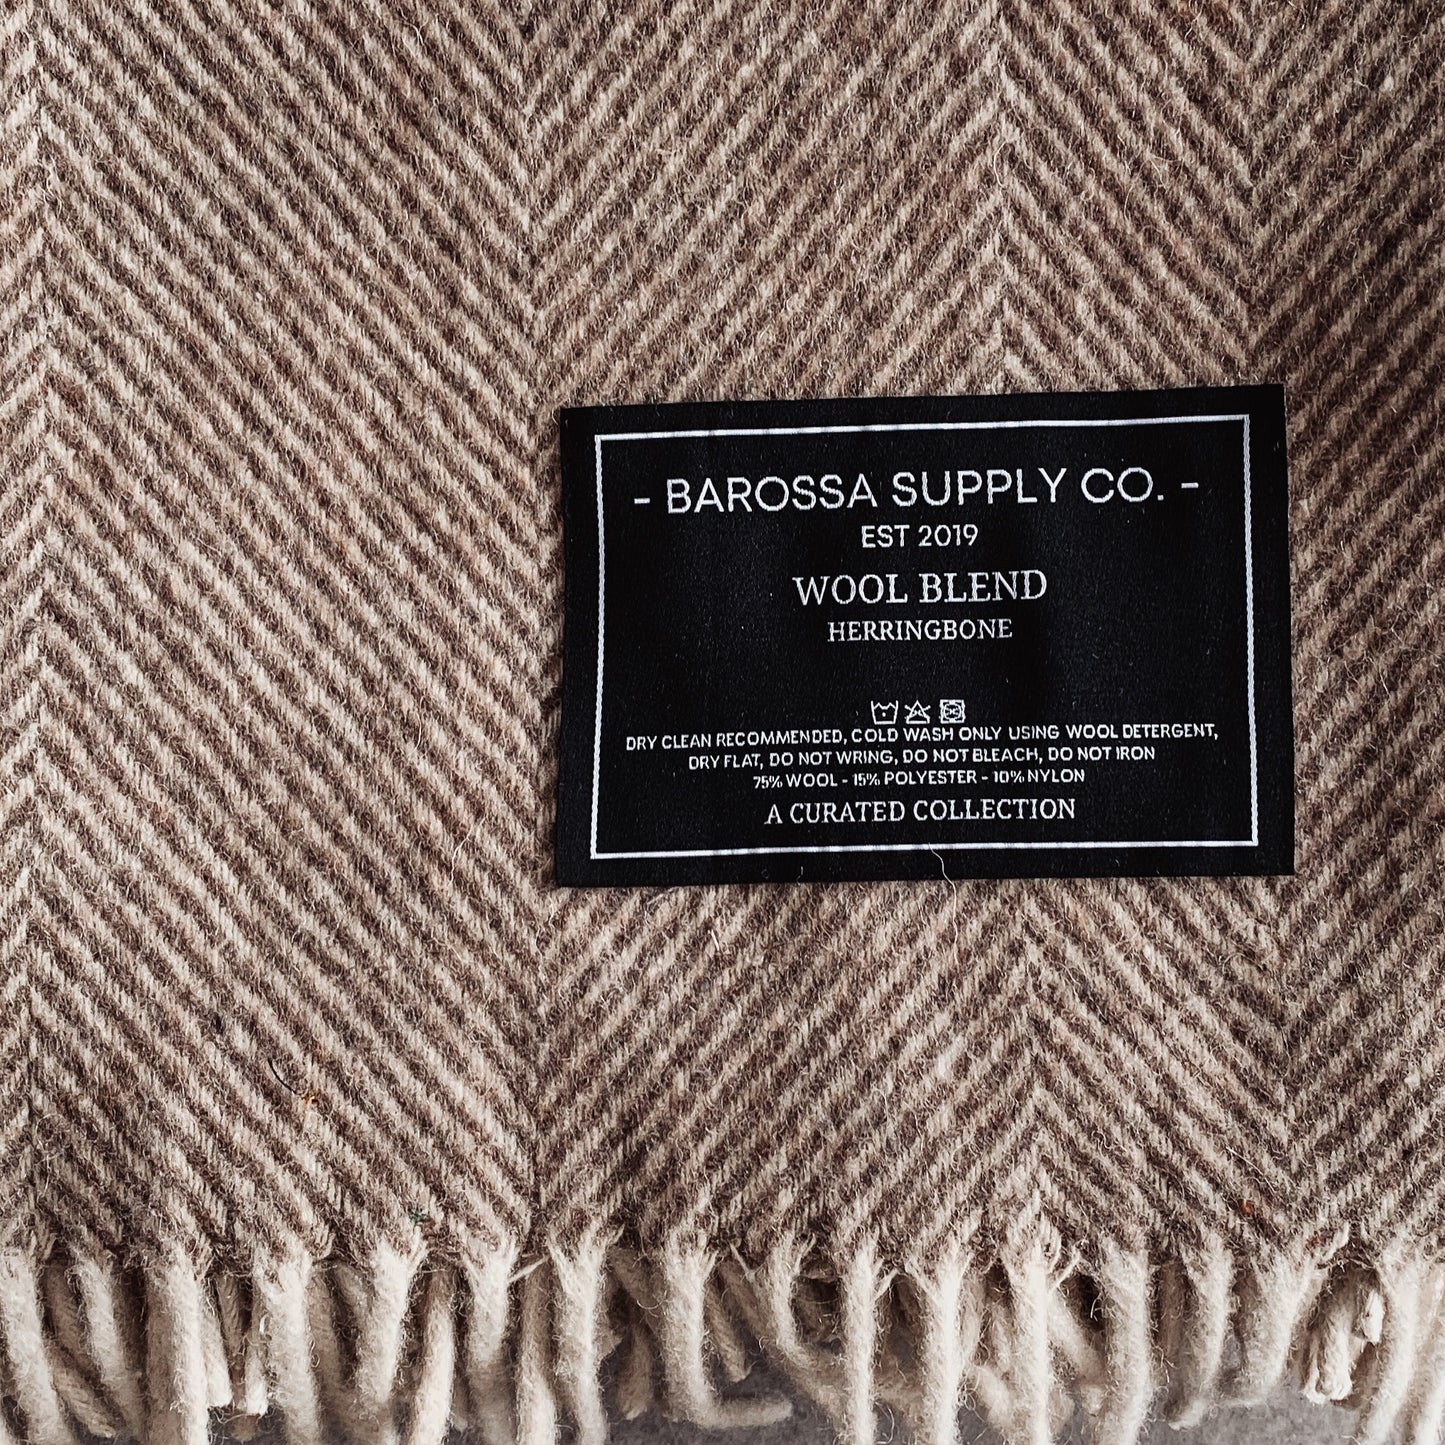 - BAROSSA SUPPLY CO. -
EST 2019
WOOL BLEND
HERRINGBONE
DRY CLEAN RECOMMENDED, COLD WASH ONLY USING WOOL DETERGENT,
DRY FLAT, DO NOT WRING, DO NOT BLEACH, DO NOT IRON
75% WOOL - 15% POLYESTER - 10% NYLON
A CURATED COLLECTION